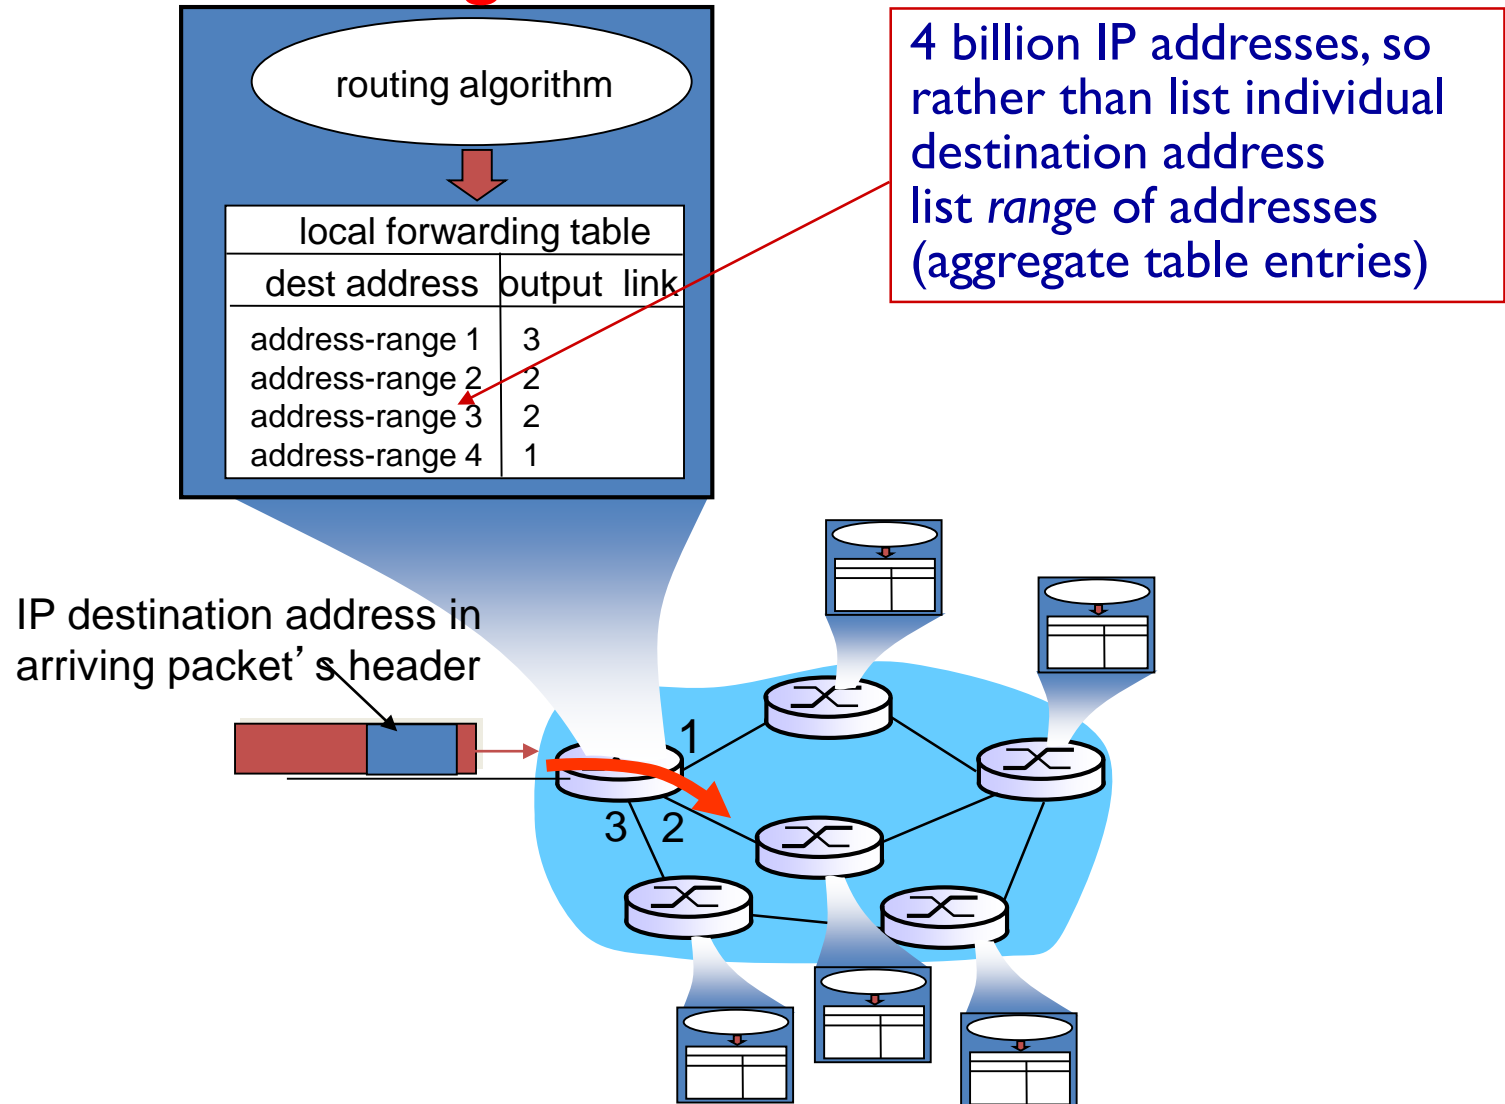 routing algorithm
local forwarding table
dest address output link
address-range 1 3
address-range 2 2
address-range 3 2
address-range 4 1
4 billion IP addresses, so
rather than list individual
destination address
list range of addresses
(aggregate table entries)
IP destination address in
arriving packet’s header
1
3 2